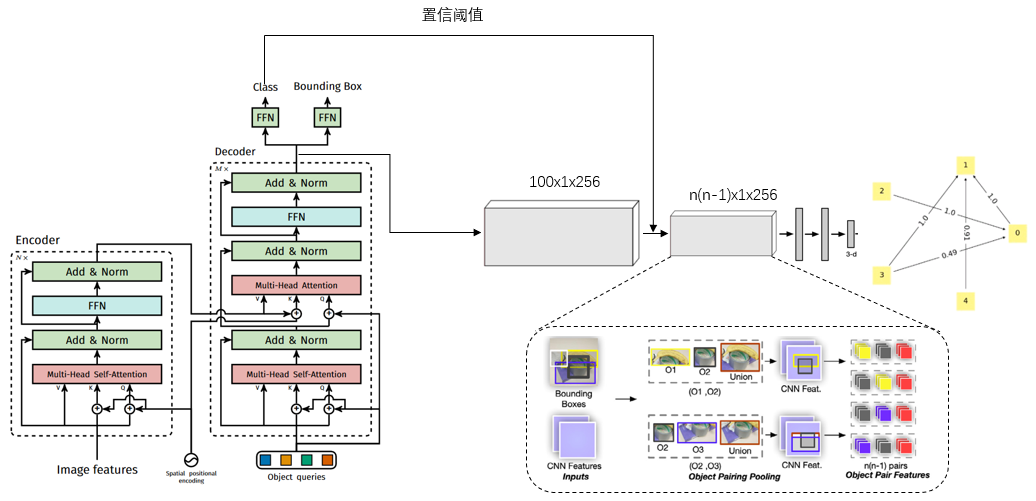 置信阈值
Class
Bounding Box
FFN
FFN
Decoder
M×
Add & Norm
FFN
Add & Norm
Multi-Head Attention
V
K
Q
Add & Norm
Multi-Head Self-Attention
V
K
Q
Object queries
Encoder
N×
Add & Norm
FFN
Add & Norm
Multi-Head Self-Attention
V
K
Q
Image features
Spatial positional
encoding
100x1x256
n(n-1)x1x256
3-d
1
2
0
3
4
1.0
1.0
1.0
0.91
0.49
Bounding
Boxes
CNN Features
Inputs
O1
O2
Union
(O1 ,O2)
O2
O3
Union
(O2 ,O3)
Object Pairing Pooling
CNN Feat.
CNN Feat.
n(n-1) pairs
Object Pair Features